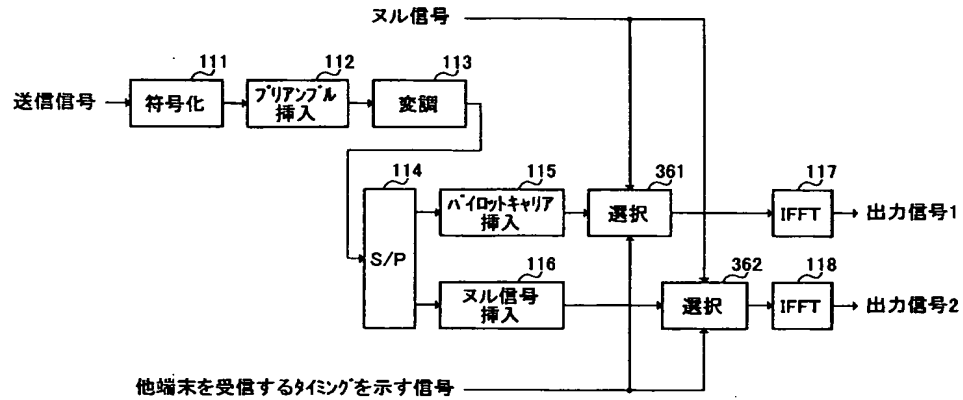 ヌル信号
111
112
113
送信信号
符号化
プリアンブル
挿入
変調
114
115
361
117
S/P
パイロットキャリア
挿入
選択
IFFT
出力信号1
116
362
118
ヌル信号
挿入
選択
IFFT
出力信号2
他端末を受信するタイミングを示す信号